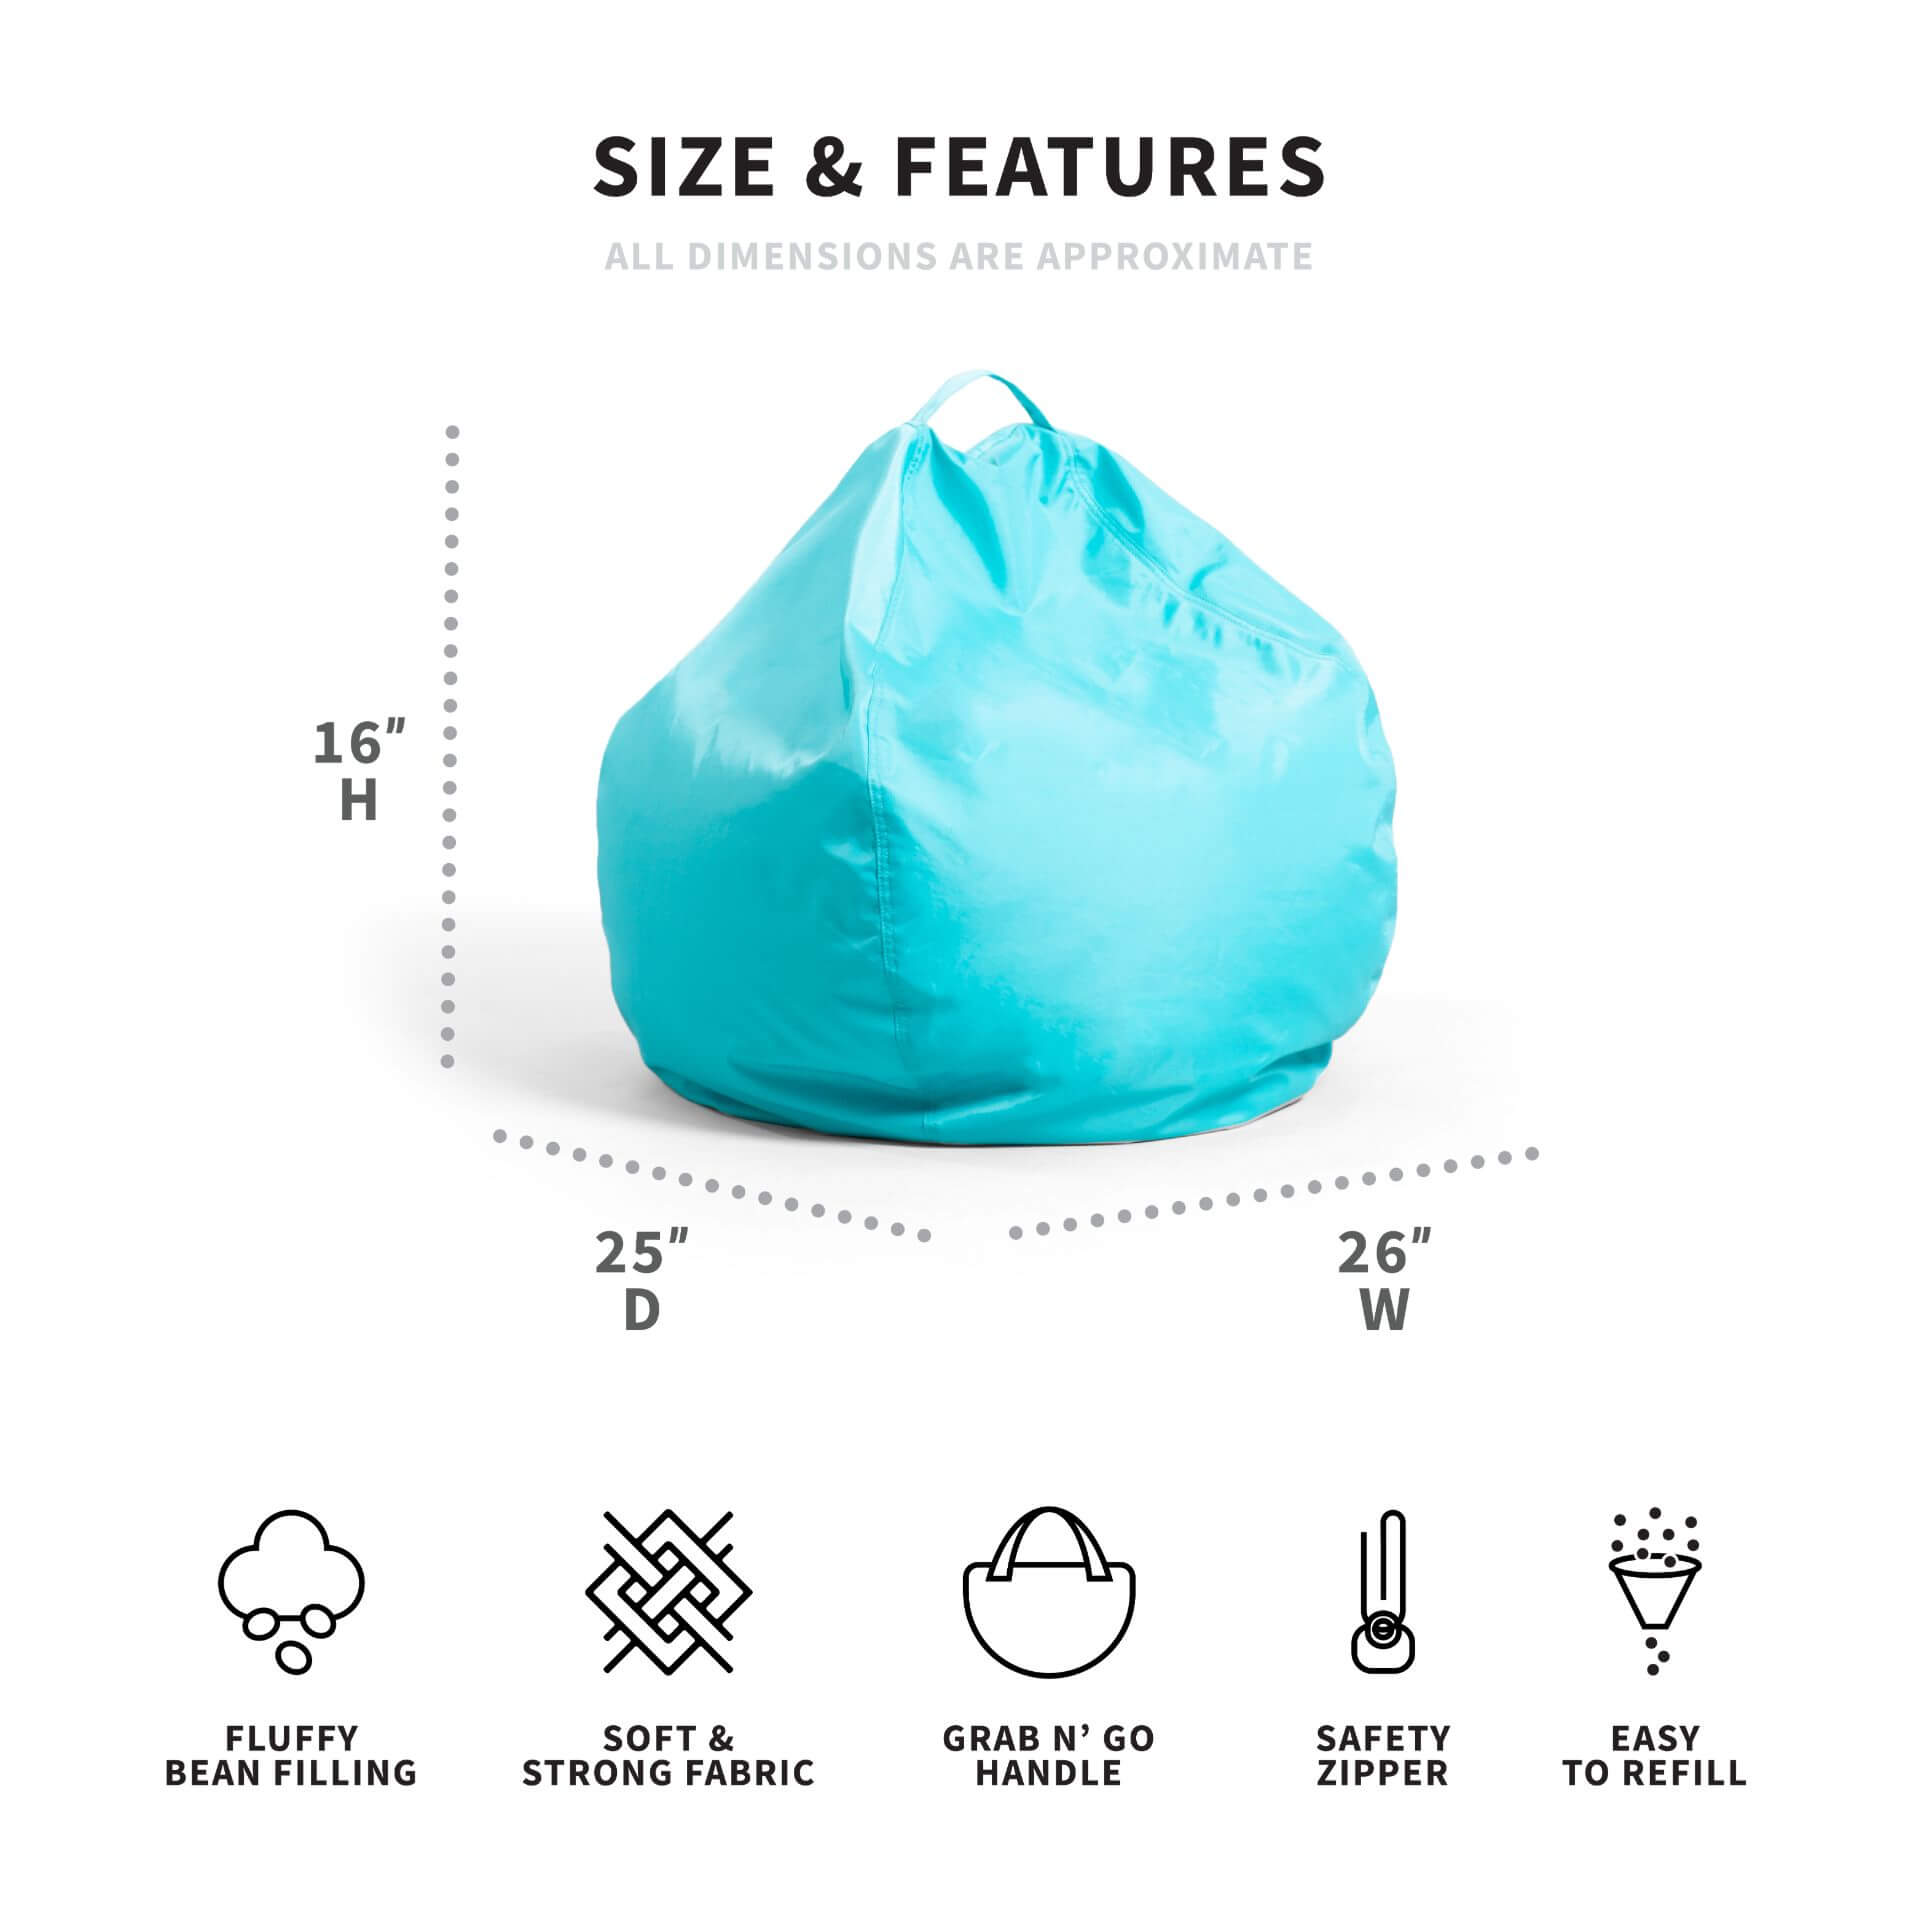 SIZE & FEATURES
ALL DIMENSIONS ARE APPROXIMATE
16″
H
25″
D
26″
W
FLUFFY
BEAN FILLING
SOFT &
STRONG FABRIC
GRAB N’ GO
HANDLE
SAFETY
ZIPPER
EASY
TO REFILL